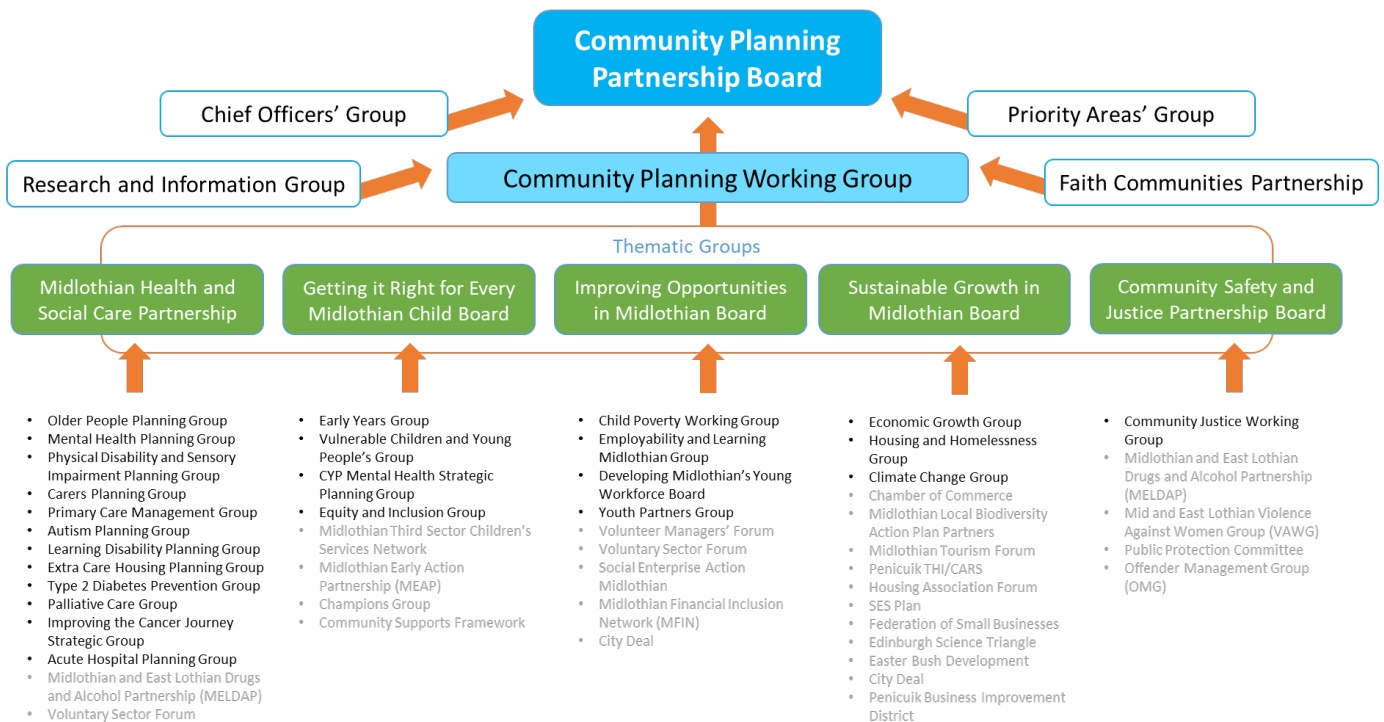 Community Planning
Partnership Board
Chief Officers' Group
Priority Areas' Group
Research and Information Group
Community Planning Working Group
Faith Communities Partnership
Thematic Groups
Midlothian Health and
Social Care Partnership
Getting it Right for Every
Midlothian Child Board
Improving Opportunities
in Midlothian Board
Sustainable Growth in
Midlothian Board
Community Safety and
Justice Partnership Board
• Older People Planning Group
• Mental Health Planning Group
• Physical Disability and Sensory
Impairment Planning Group
• Carers Planning Group
• Primary Care Management Group
• Autism Planning Group
• Learning Disability Planning Group
• Extra Care Housing Planning Group
• Type 2 Diabetes Prevention Group
• Palliative Care Group
• Improving the Cancer Journey
Strategic Group
• Acute Hospital Planning Group
• Midlothian and East Lothian Drugs
and Alcohol Partnership (MELDAP)
• Voluntary Sector Forum
• Early Years Group
• Vulnerable Children and Young
People's Group
• CYP Mental Health Strategic
Planning Group
• Equity and Inclusion Group
• Midlothian Third Sector Children's
Services Network
• Midlothian Early Action
Partnership (MEAP)
• Champions Group
• Community Supports Framework
• Child Poverty Working Group
• Employability and Learning
Midlothian Group
• Developing Midlothian's Young
Workforce Board
• Youth Partners Group
• Volunteer Managers' Forum
• Voluntary Sector Forum
• Social Enterprise Action
Midlothian
• Midlothian Financial Inclusion
Network (MFIN)
• City Deal
• Economic Growth Group
• Housing and Homelessness
Group
• Climate Change Group
• Chamber of Commerce
• Midlothian Local Biodiversity
Action Plan Partners
• Midlothian Tourism Forum
• Penicuik THI/CARS
• Housing Association Forum
• SES Plan
• Federation of Small Businesses
• Edinburgh Science Triangle
• Easter Bush Development
• City Deal
• Penicuik Business Improvement
District
• Community Justice Working
Group
• Midlothian and East Lothian
Drugs and Alcohol Partnership
(MELDAP)
• Mid and East Lothian Violence
Against Women Group (VAWG)
• Public Protection Committee
• Offender Management Group
(OMG)